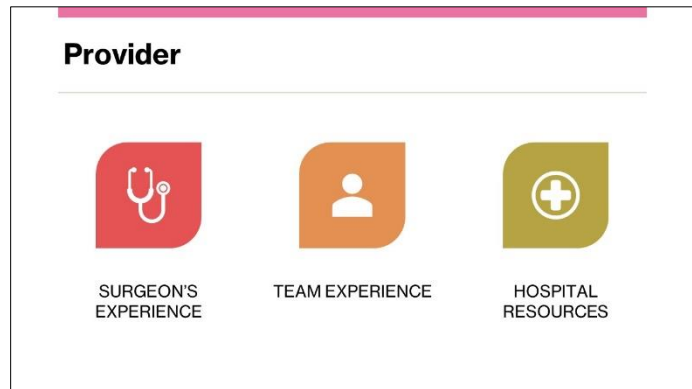 Provider
SURGEON'S
EXPERIENCE
TEAM EXPERIENCE
HOSPITAL
RESOURCES